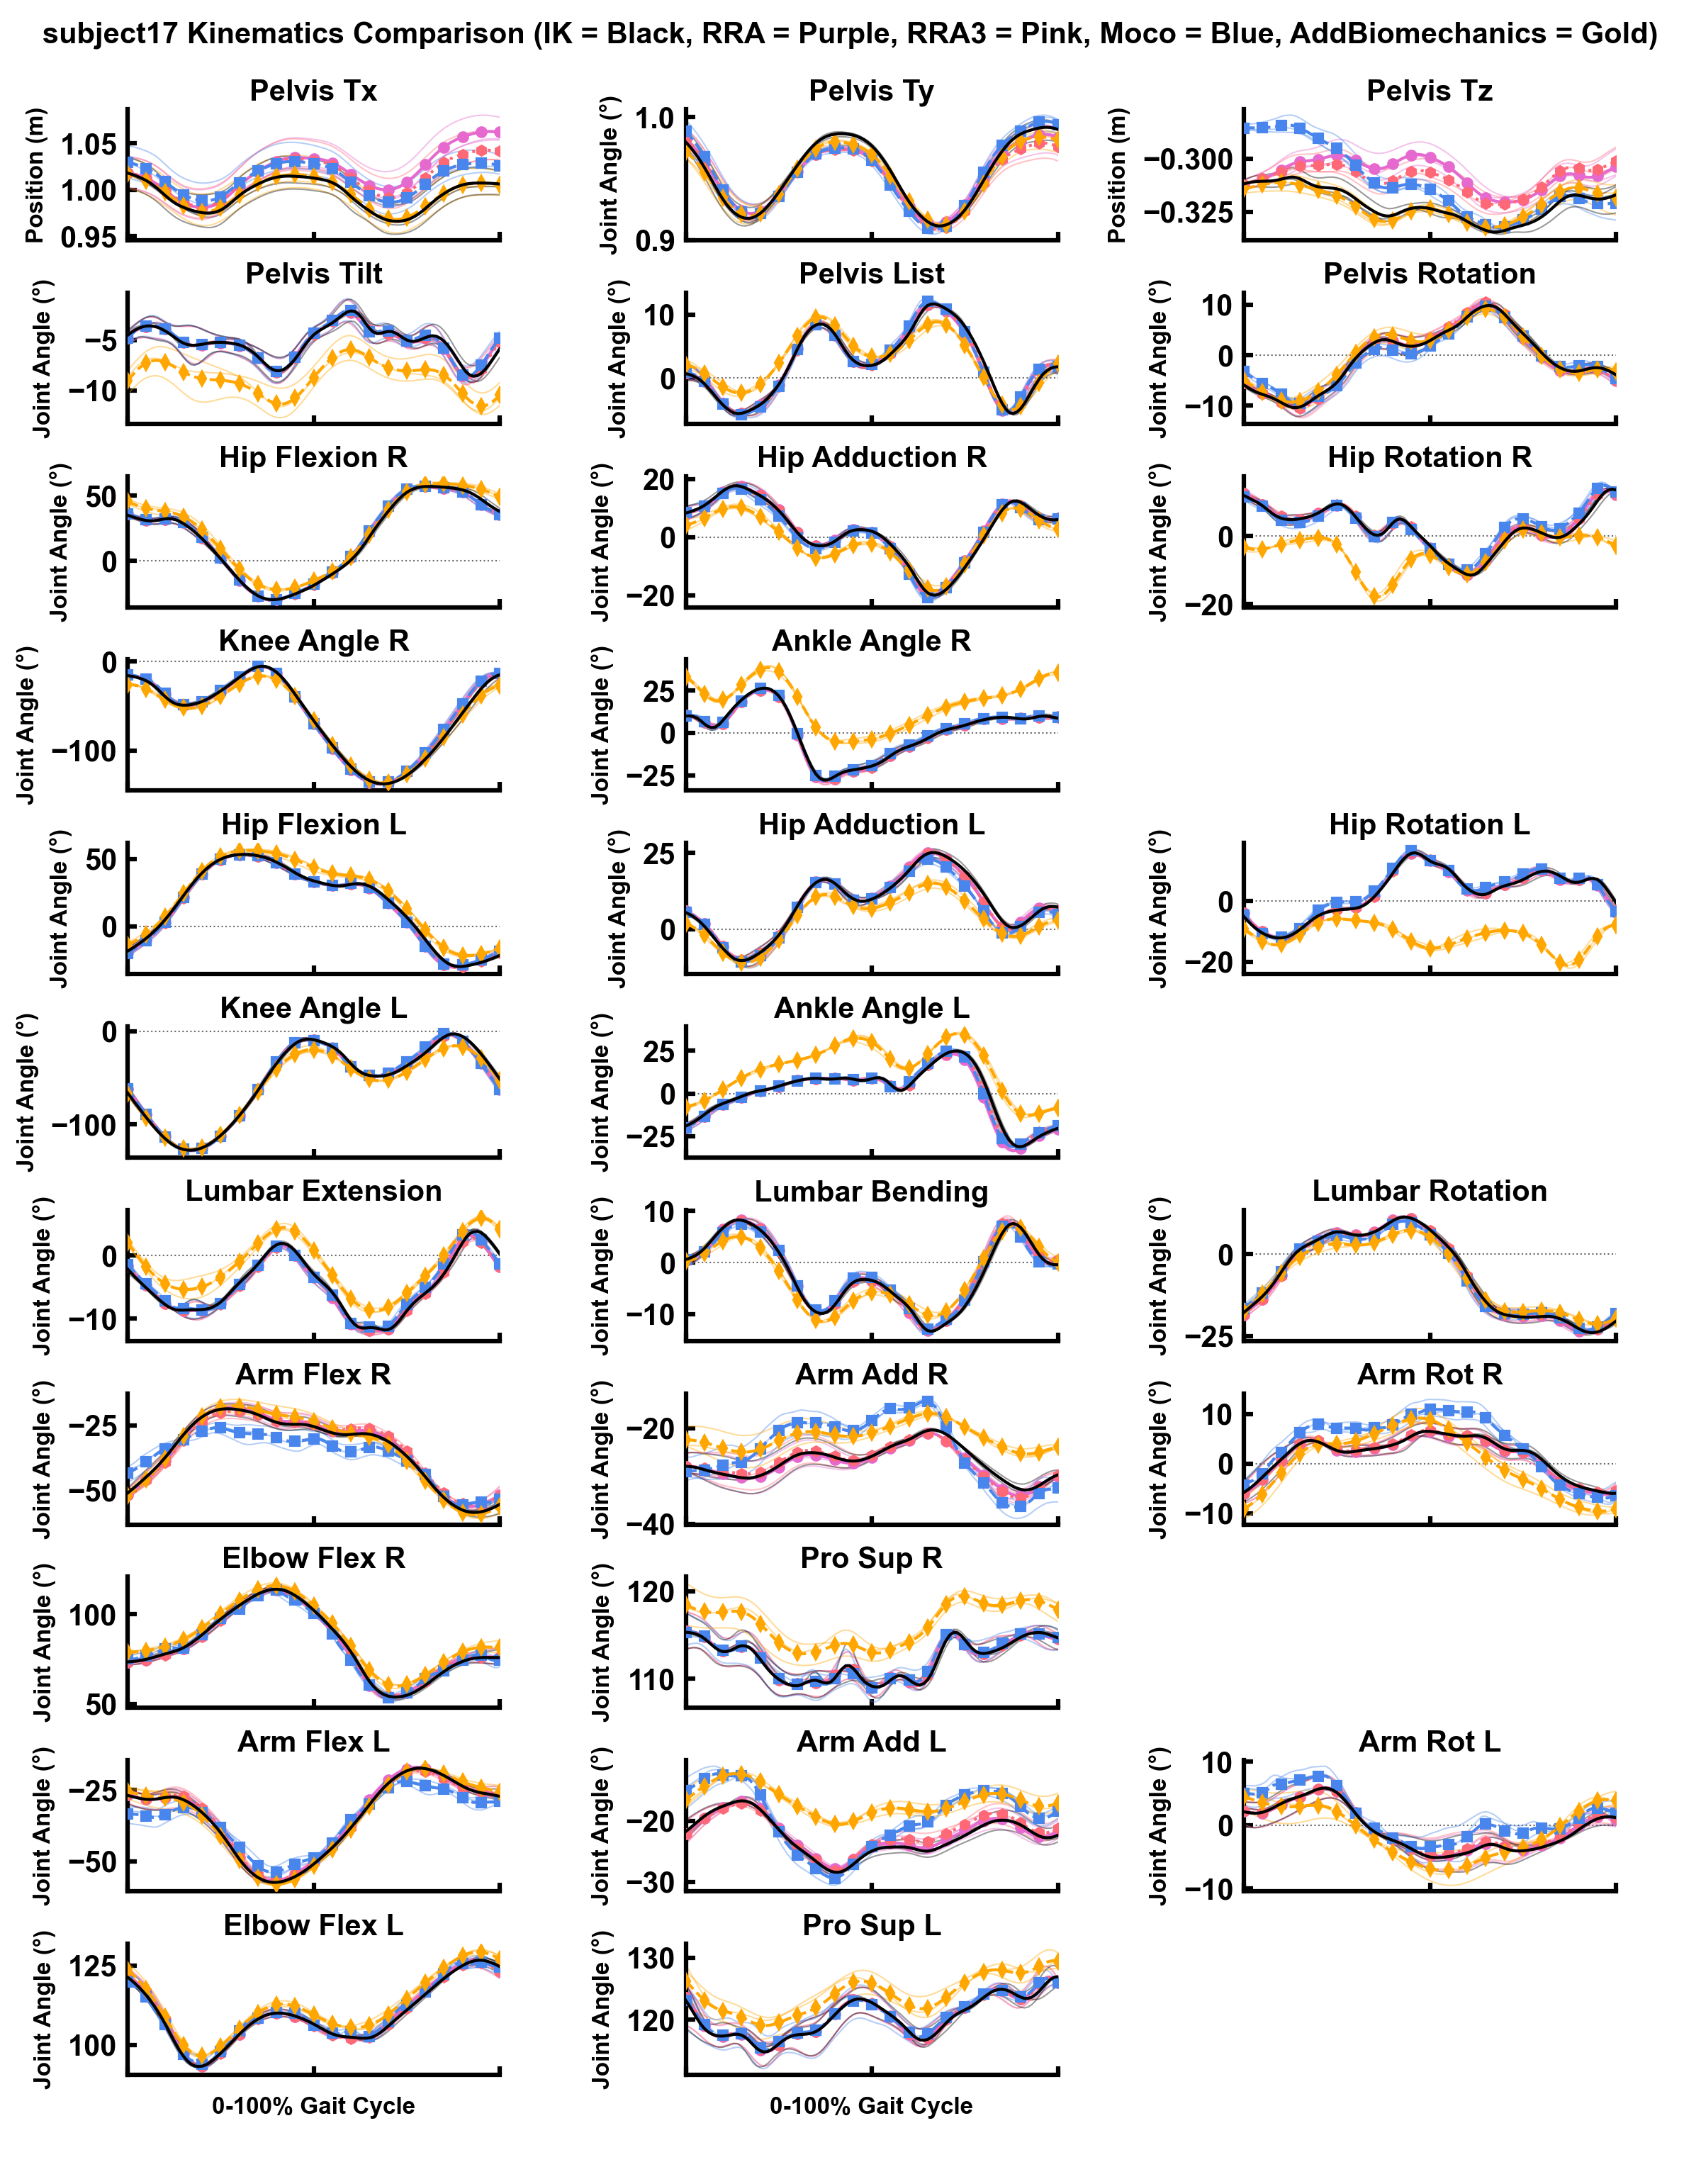 subject17 Kinematics Comparison (IK = Black, RRA = Purple, RRA3 = Pink, Moco = Blue, AddBiomechanics = Gold)
Pelvis Tx
Position (m)
1.05
1.00
0.95
Pelvis Ty
Joint Angle (°)
1.0
0.9
Pelvis Tz
Position (m)
−0.300
−0.325
Pelvis Tilt
Joint Angle (°)
−5
−10
Pelvis List
Joint Angle (°)
10
0
Pelvis Rotation
Joint Angle (°)
10
0
−10
Hip Flexion R
Joint Angle (°)
50
0
Hip Adduction R
Joint Angle (°)
20
0
−20
Hip Rotation R
Joint Angle (°)
0
−20
Knee Angle R
Joint Angle (°)
0
−100
Ankle Angle R
Joint Angle (°)
25
0
−25
Hip Flexion L
Joint Angle (°)
50
0
Hip Adduction L
Joint Angle (°)
25
0
Hip Rotation L
Joint Angle (°)
0
−20
Knee Angle L
Joint Angle (°)
0
−100
Ankle Angle L
Joint Angle (°)
25
0
−25
Lumbar Extension
Joint Angle (°)
0
−10
Lumbar Bending
Joint Angle (°)
10
0
−10
Lumbar Rotation
Joint Angle (°)
0
−25
Arm Flex R
Joint Angle (°)
−25
−50
Arm Add R
Joint Angle (°)
−20
−40
Arm Rot R
Joint Angle (°)
10
0
−10
Elbow Flex R
Joint Angle (°)
100
50
Pro Sup R
Joint Angle (°)
120
110
Arm Flex L
Joint Angle (°)
−25
−50
Arm Add L
Joint Angle (°)
−20
−30
Arm Rot L
Joint Angle (°)
10
0
−10
Elbow Flex L
Joint Angle (°)
125
100
0-100% Gait Cycle
Pro Sup L
Joint Angle (°)
130
120
0-100% Gait Cycle